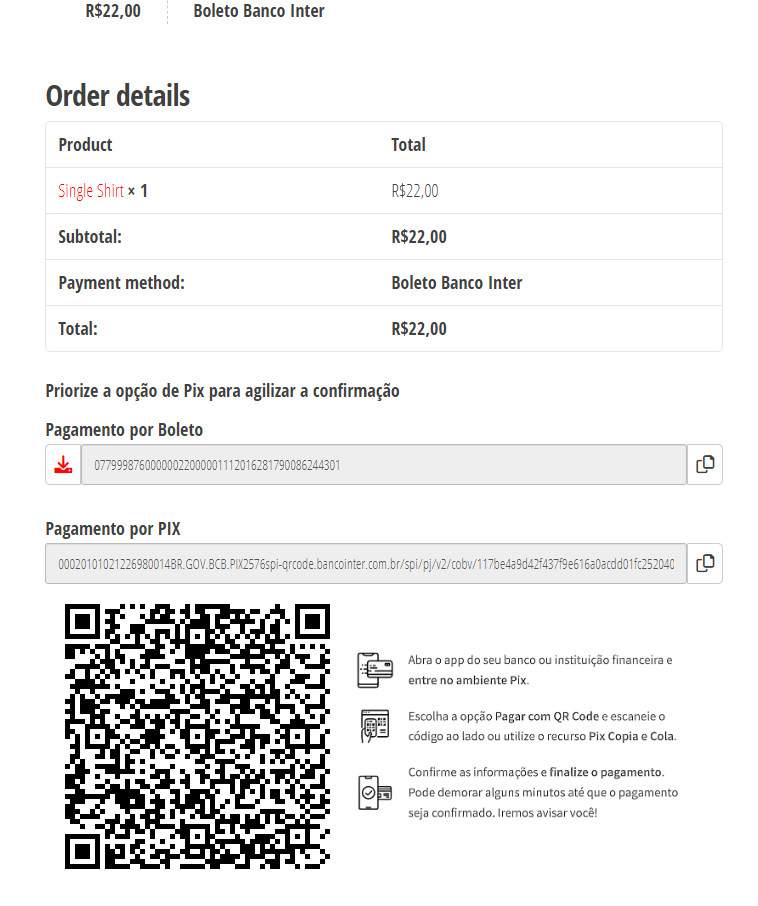 R$22,00 Boleto Banco Inter
Order details
Product Total
Single Shirt × 1 R$22,00
Subtotal: R$22,00
Payment method: Boleto Banco Inter
Total: R$22,00
Priorize a opção de Pix para agilizar a confirmação
Pagamento por Boleto
07799987600000022000001112016281790086244301
Pagamento por PIX
00020101021226980014BR.GOV.BCB.PIX2576spi-qrcode.bancointer.com.br/spi/pj/v2/cobv/117be4a9d42f437f9e616a0acdd01fc252040
Abra o app do seu banco ou instituição financeira e
entre no ambiente Pix.
Escolha a opção Pagar com QR Code e escaneie o
código ao lado ou utilize o recurso Pix Copia e Cola.
Confirme as informações e finalize o pagamento.
Pode demorar alguns minutos até que o pagamento
seja confirmado. Iremos avisar você!